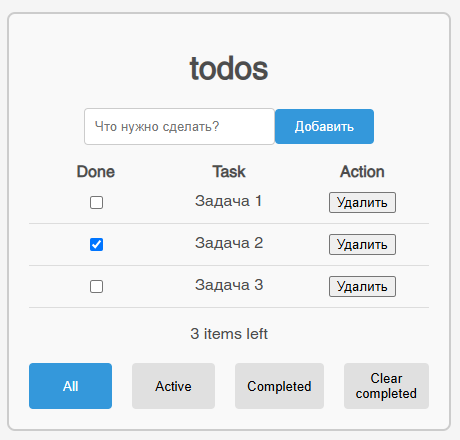 todos
Что нужно сделать? Добавить
Done Task Action
Задача 1 Удалить
Задача 2 Удалить
Задача 3 Удалить
3 items left
All Active Completed Clear
completed